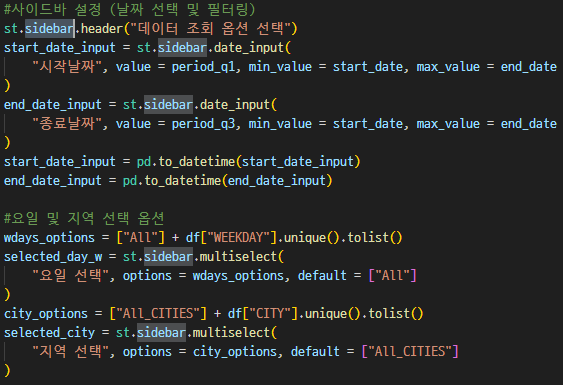 #사이드바 설정 (날짜 선택 및 필터링)
st.sidebar.header("데이터 조회 옵션 선택")
start_date_input = st.sidebar.date_input(
    "시작날짜", value = period_q1, min_value = start_date, max_value = end_date
)
end_date_input = st.sidebar.date_input(
    "종료날짜", value = period_q3, min_value = start_date, max_value = end_date
)
start_date_input = pd.to_datetime(start_date_input)
end_date_input = pd.to_datetime(end_date_input)

#요일 및 지역 선택 옵션
wdays_options = ["All"] + df["WEEKDAY"].unique().tolist()
selected_day_w = st.sidebar.multiselect(
    "요일 선택", options = wdays_options, default = ["All"]
)
city_options = ["All_CITIES"] + df["CITY"].unique().tolist()
selected_city = st.sidebar.multiselect(
    "지역 선택", options = city_options, default = ["All_CITIES"]
)